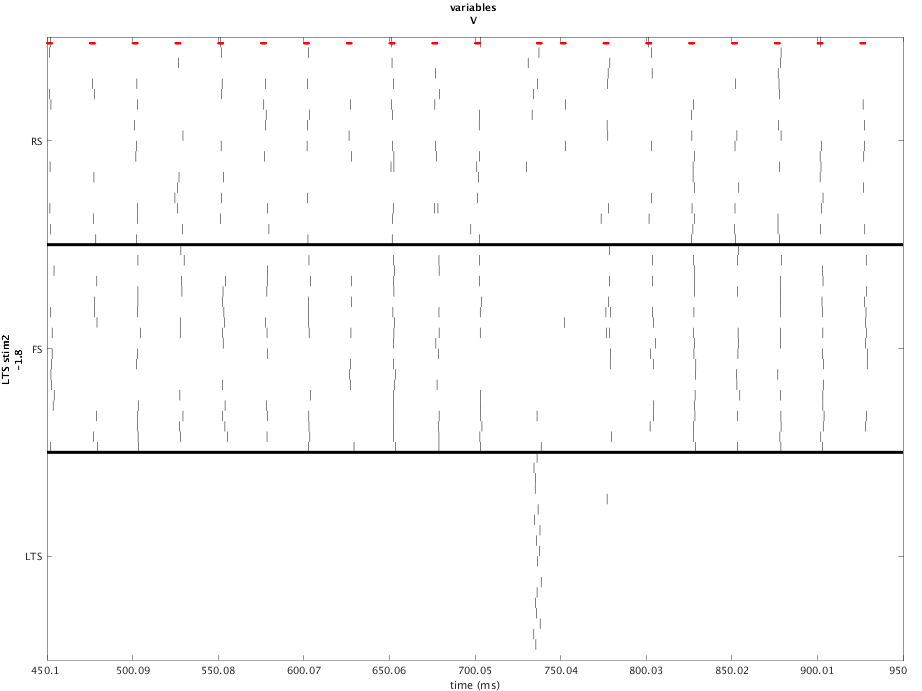 variables
V
RS
FS
LTS
LTS stim2
-1.8
450.1 500.09 550.08 600.07 650.06 700.05 750.04 800.03 850.02 900.01 950
time (ms)